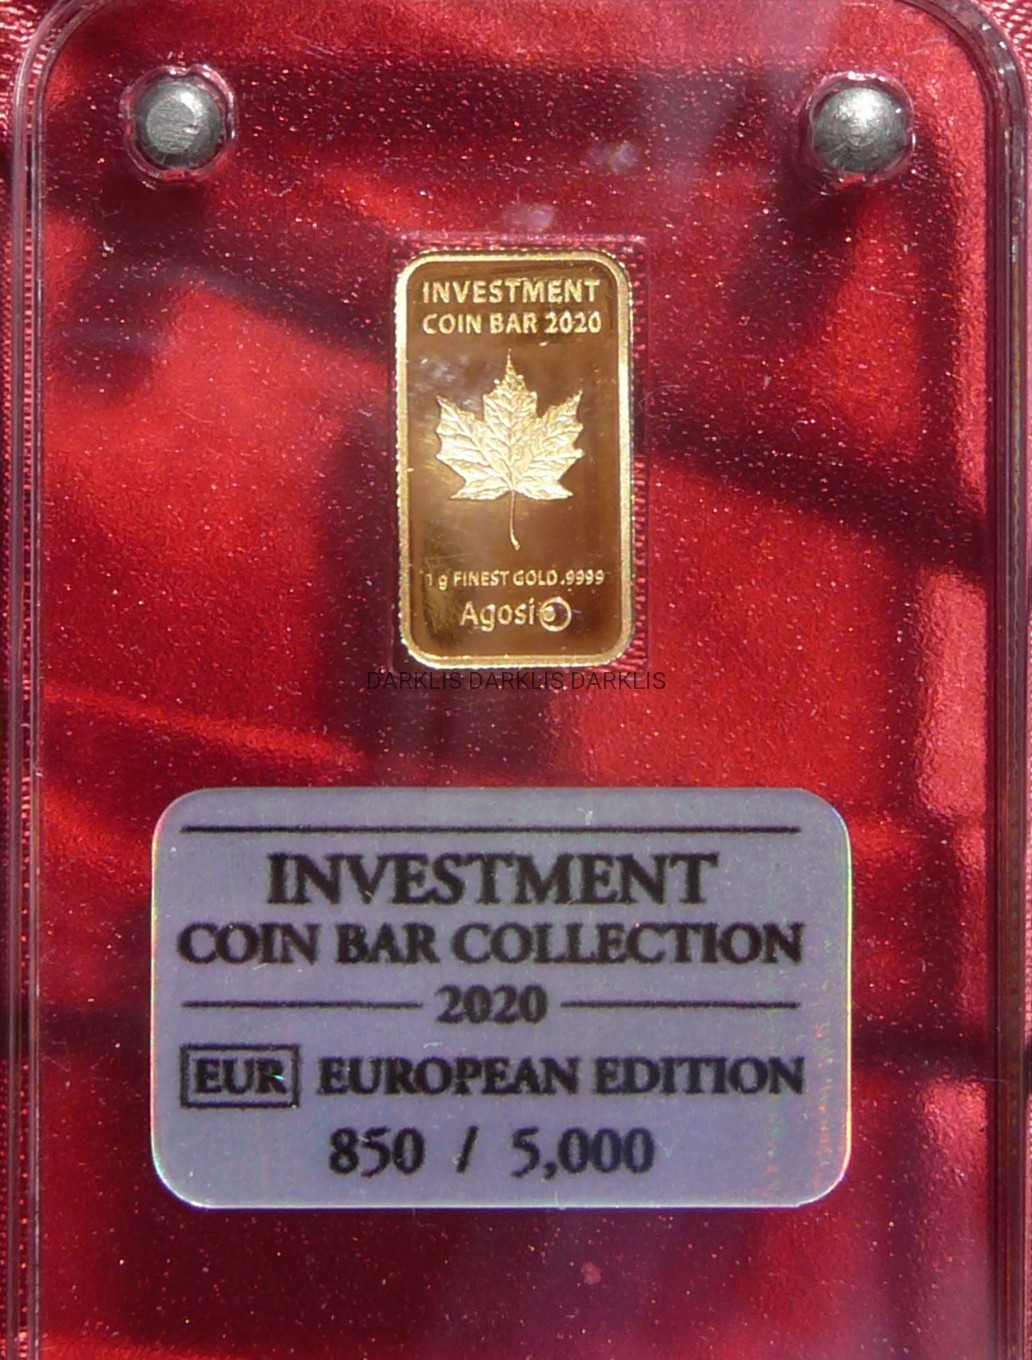 INVESTMENT
COIN BAR 2020
1 g FINEST GOLD .9999
Agosi
DARKLIS DARKLIS DARKLIS
INVESTMENT
COIN BAR COLLECTION
2020
EUR EUROPEAN EDITION
850 / 5,000